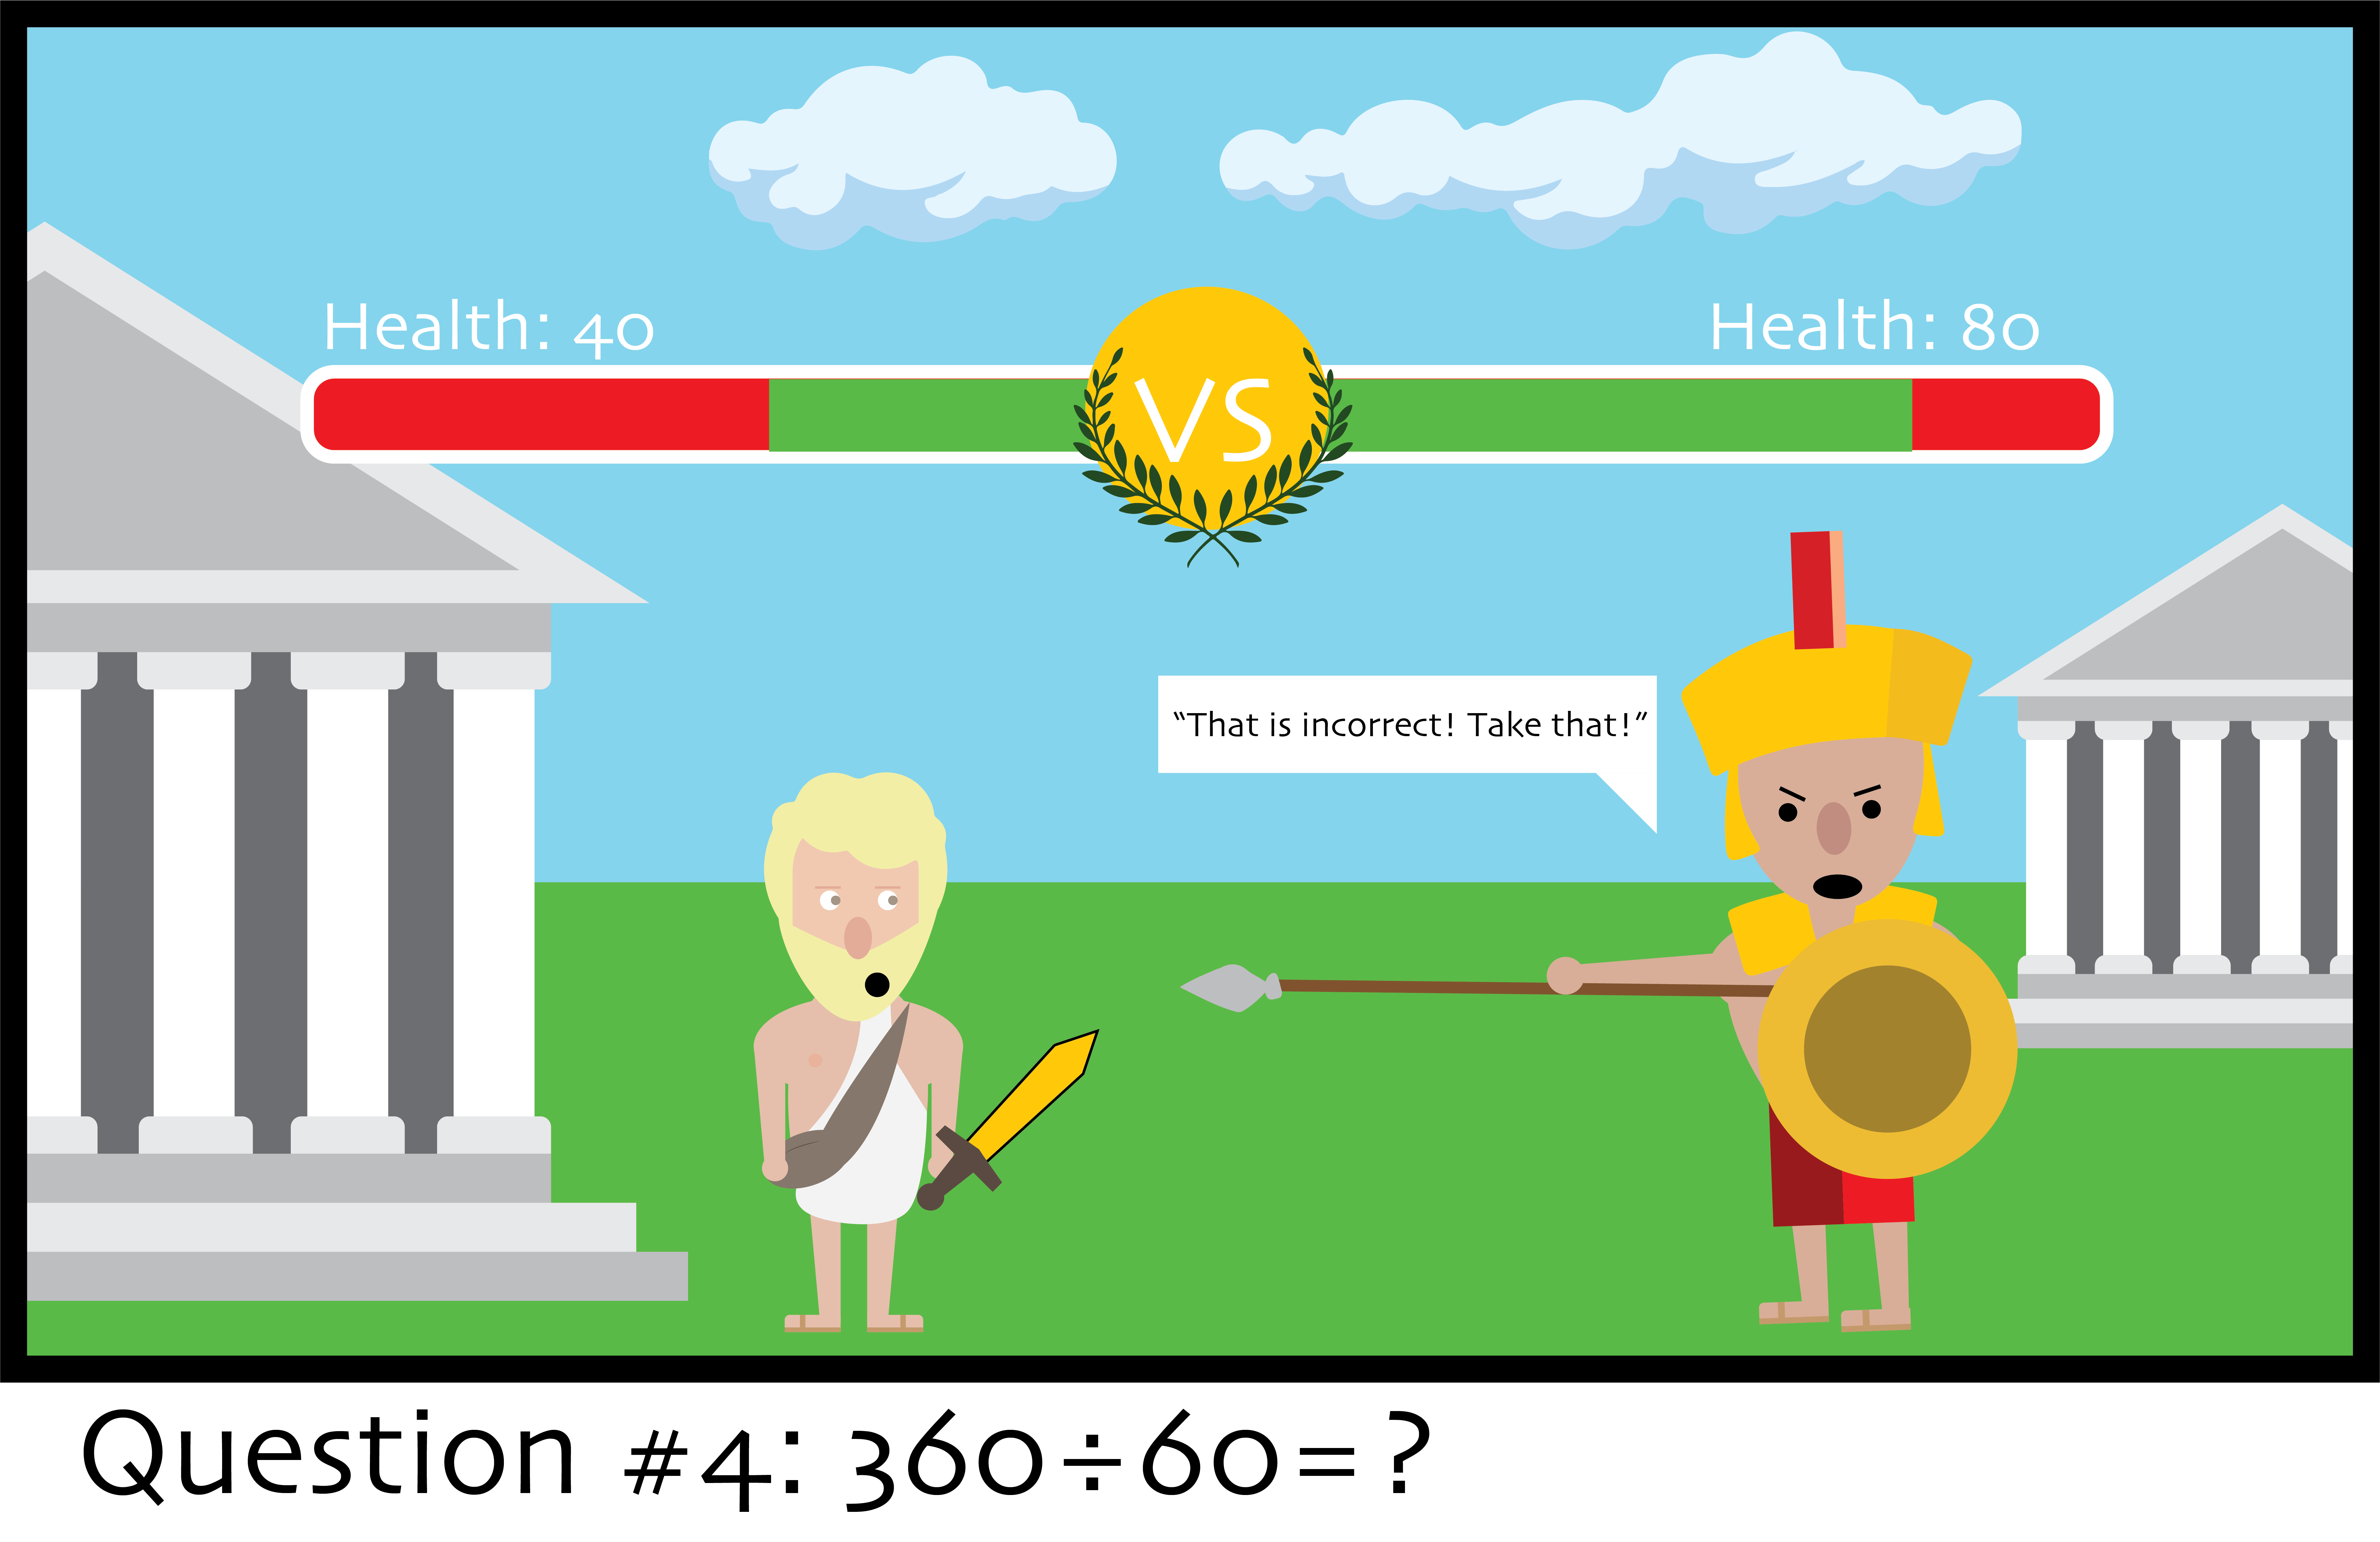 Health: 40
Health: 80
VS
“That is incorrect! Take that!”
Question #4: 360÷60=?